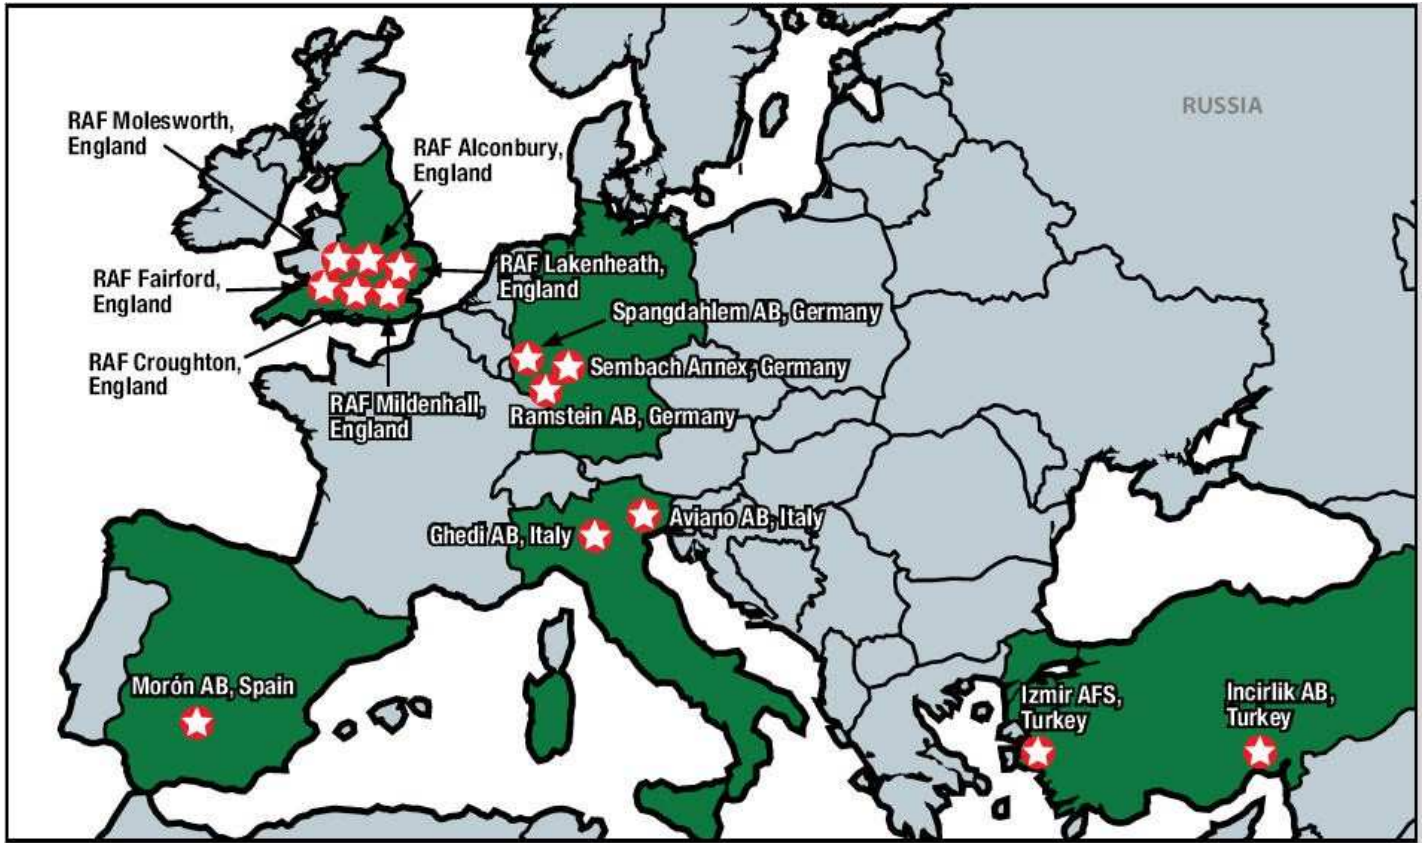 RUSSIA
RAF Molesworth,
England
RAF Alconbury,
England
RAF Fairford,
England
RAF Lakenheath,
England
Spangdahlem AB, Germany
RAF Croughton,
England
Sembach Annex, Germany
RAF Mildenhall,
England
Ramstein AB, Germany
Aviano AB, Italy
Ghedi AB, Italy
Morón AB, Spain
Izmir AFS,
Turkey
Incirlik AB,
Turkey